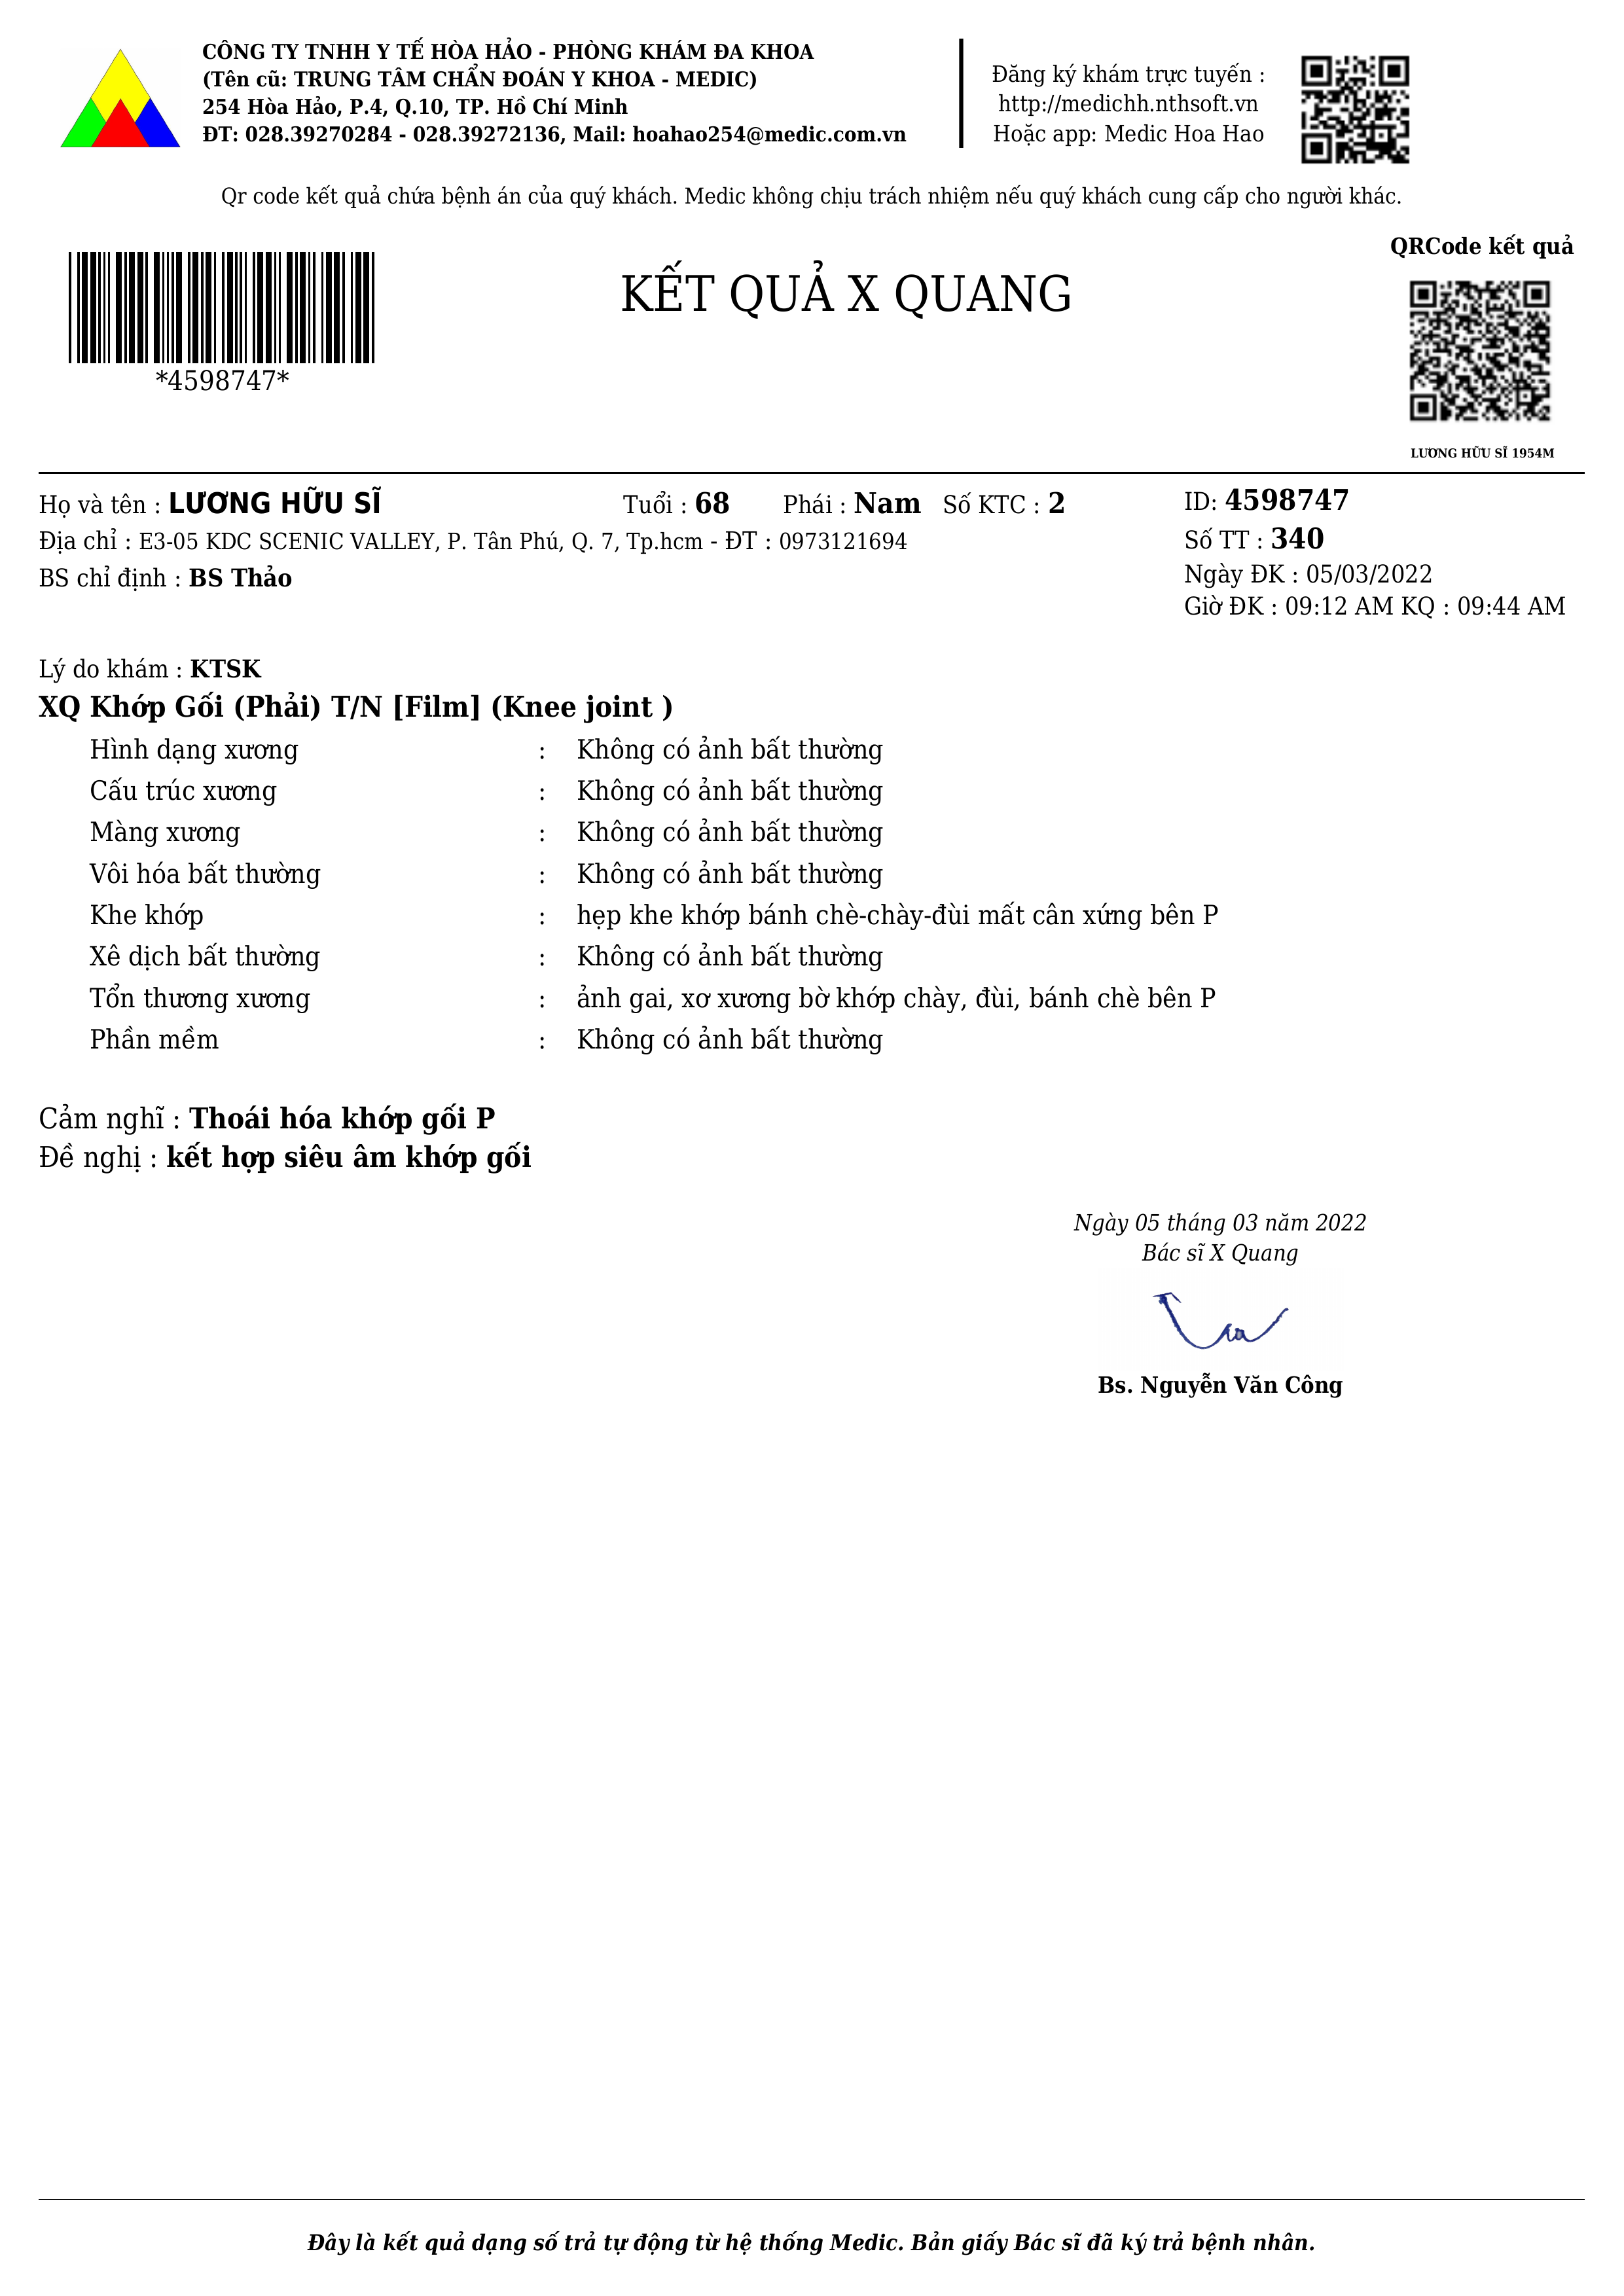 CÔNG TY TNHH Y TẾ HÒA HẢO - PHÒNG KHÁM ĐA KHOA
(Tên cũ: TRUNG TÂM CHẨN ĐOÁN Y KHOA - MEDIC)
254 Hòa Hảo, P.4, Q.10, TP. Hồ Chí Minh
ĐT: 028.39270284 - 028.39272136, Mail: hoahao254@medic.com.vn
Đăng ký khám trực tuyến :
http://medichh.nthsoft.vn
Hoặc app: Medic Hoa Hao
Qr code kết quả chứa bệnh án của quý khách. Medic không chịu trách nhiệm nếu quý khách cung cấp cho người khác.
*4598747*
KẾT QUẢ X QUANG
QRCode kết quả
LƯƠNG HỮU SĨ 1954M
Họ và tên : LƯƠNG HỮU SĨ Tuổi : 68 Phái : Nam Số KTC : 2 ID: 4598747
Địa chỉ : E3-05 KDC SCENIC VALLEY, P. Tân Phú, Q. 7, Tp.hcm - ĐT : 0973121694 Số TT : 340
BS chỉ định : BS Thảo Ngày ĐK : 05/03/2022
Giờ ĐK : 09:12 AM KQ : 09:44 AM
Lý do khám : KTSK
XQ Khớp Gối (Phải) T/N [Film] (Knee joint )
Hình dạng xương : Không có ảnh bất thường
Cấu trúc xương : Không có ảnh bất thường
Màng xương : Không có ảnh bất thường
Vôi hóa bất thường : Không có ảnh bất thường
Khe khớp : hẹp khe khớp bánh chè-chày-đùi mất cân xứng bên P
Xê dịch bất thường : Không có ảnh bất thường
Tổn thương xương : ảnh gai, xơ xương bờ khớp chày, đùi, bánh chè bên P
Phần mềm : Không có ảnh bất thường
Cảm nghĩ : Thoái hóa khớp gối P
Đề nghị : kết hợp siêu âm khớp gối
Ngày 05 tháng 03 năm 2022
Bác sĩ X Quang
Bs. Nguyễn Văn Công
Đây là kết quả dạng số trả tự động từ hệ thống Medic. Bản giấy Bác sĩ đã ký trả bệnh nhân.